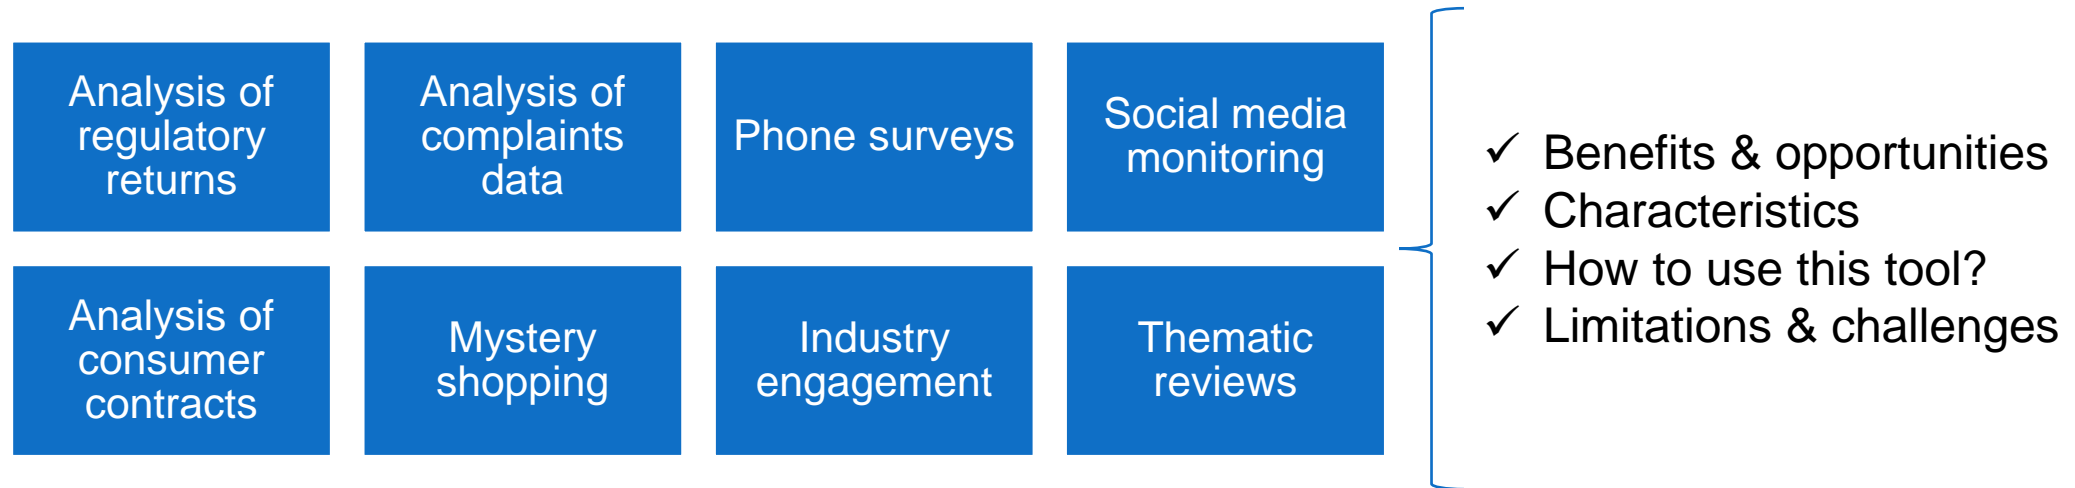 Analysis of
regulatory
returns
Analysis of
complaints
data
Phone surveys
Social media
monitoring
Analysis of
consumer
contracts
Mystery
shopping
Industry
engagement
Thematic
reviews
✓ Benefits & opportunities
✓ Characteristics
✓ How to use this tool?
✓ Limitations & challenges